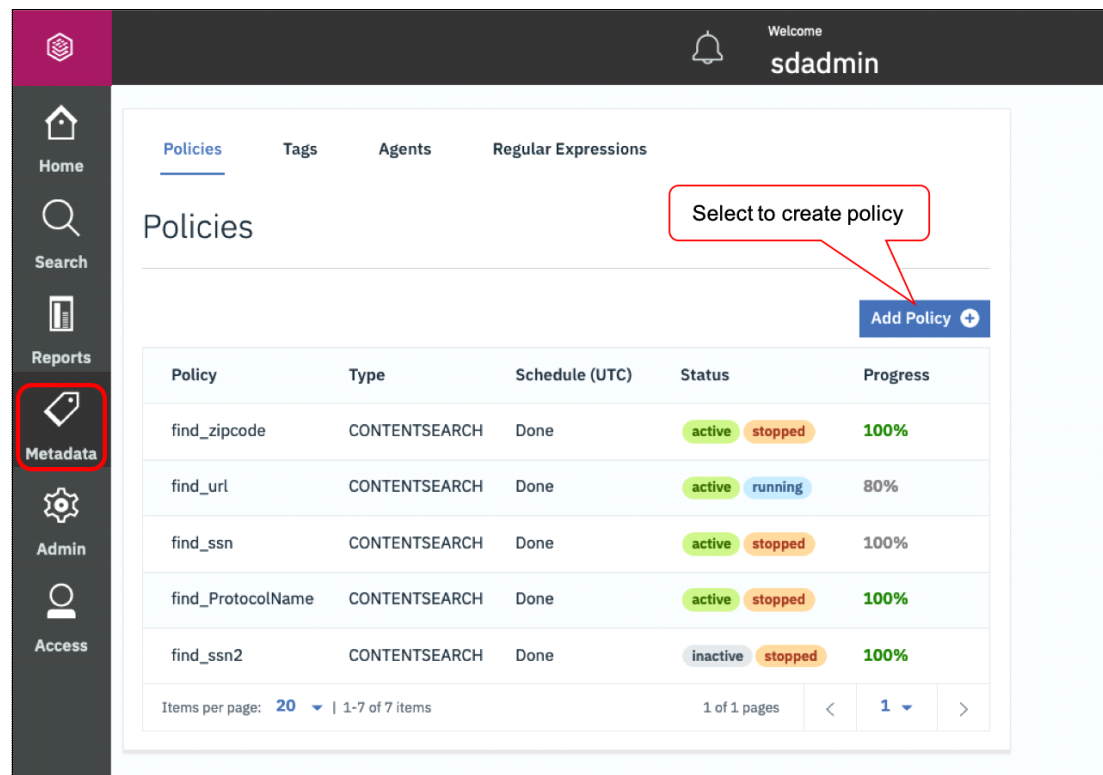 Welcome
sdadmin
Home
Search
Reports
Metadata
Admin
Access
Policies Tags Agents Regular Expressions
Policies
Select to create policy
Add Policy
Policy Type Schedule (UTC) Status Progress
find_zipcode CONTENTSEARCH Done active stopped 100%
find_url CONTENTSEARCH Done active running 80%
find_ssn CONTENTSEARCH Done active stopped 100%
find_ProtocolName CONTENTSEARCH Done active stopped 100%
find_ssn2 CONTENTSEARCH Done inactive stopped 100%
Items per page: 20 | 1-7 of 7 items 1 of 1 pages < 1 >